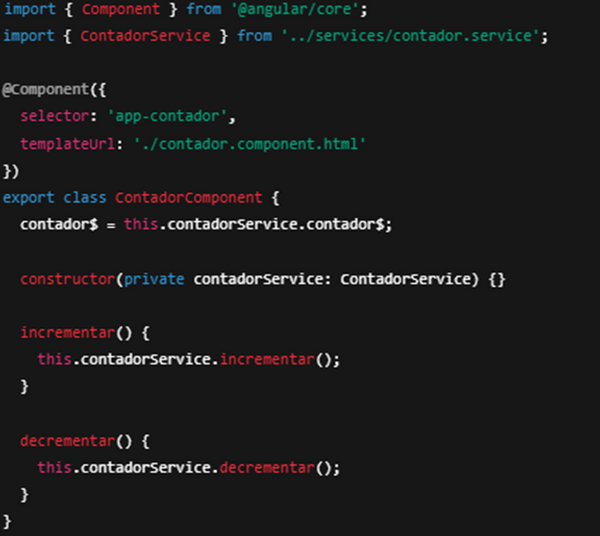 import { Component } from '@angular/core';
import { ContadorService } from '../services/contador.service';

@Component({
  selector: 'app-contador',
  templateUrl: './contador.component.html'
})
export class ContadorComponent {
  contador$ = this.contadorService.contador$;

  constructor(private contadorService: ContadorService) {}

  incrementar() {
    this.contadorService.incrementar();
  }

  decrementar() {
    this.contadorService.decrementar();
  }
}